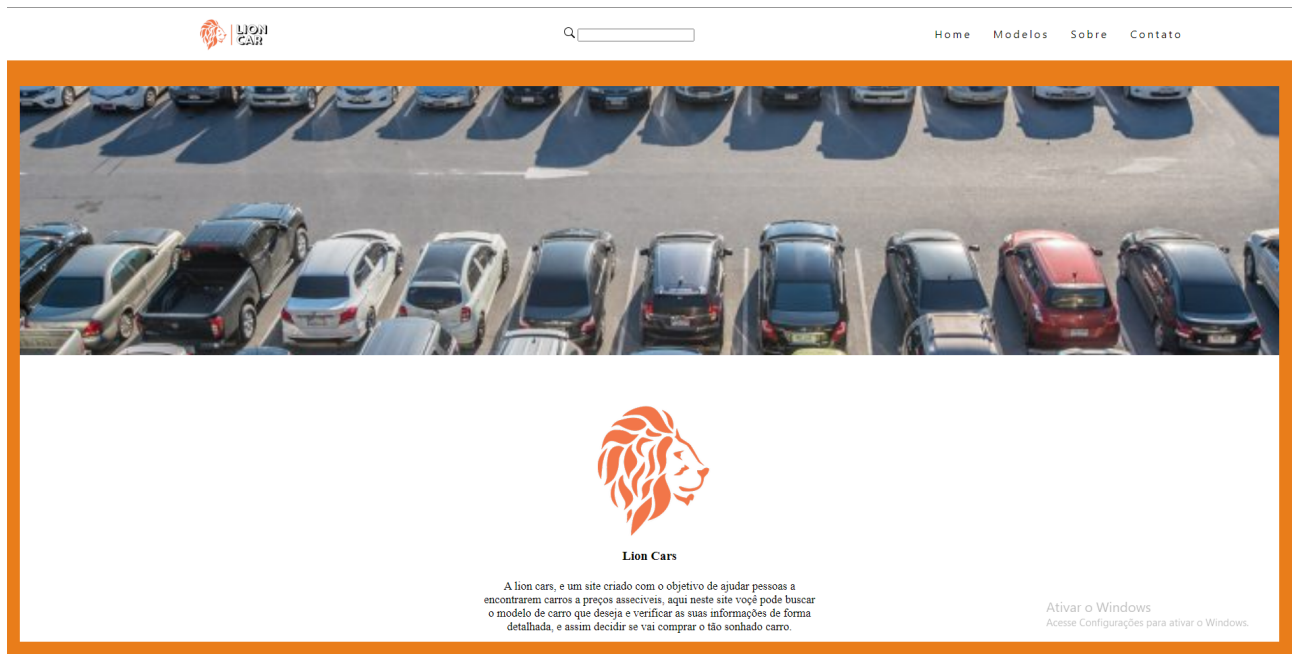 LION
CAR
Home Modelos Sobre Contato
Lion Cars
A lion cars, e um site criado com o objetivo de ajudar pessoas a
encontrarem carros a preços asseciveis, aqui neste site voçê pode buscar
o modelo de carro que deseja e verificar as suas informações de forma
detalhada, e assim decidir se vai comprar o tão sonhado carro.
Ativar o Windows
Acesse Configurações para ativar o Windows.